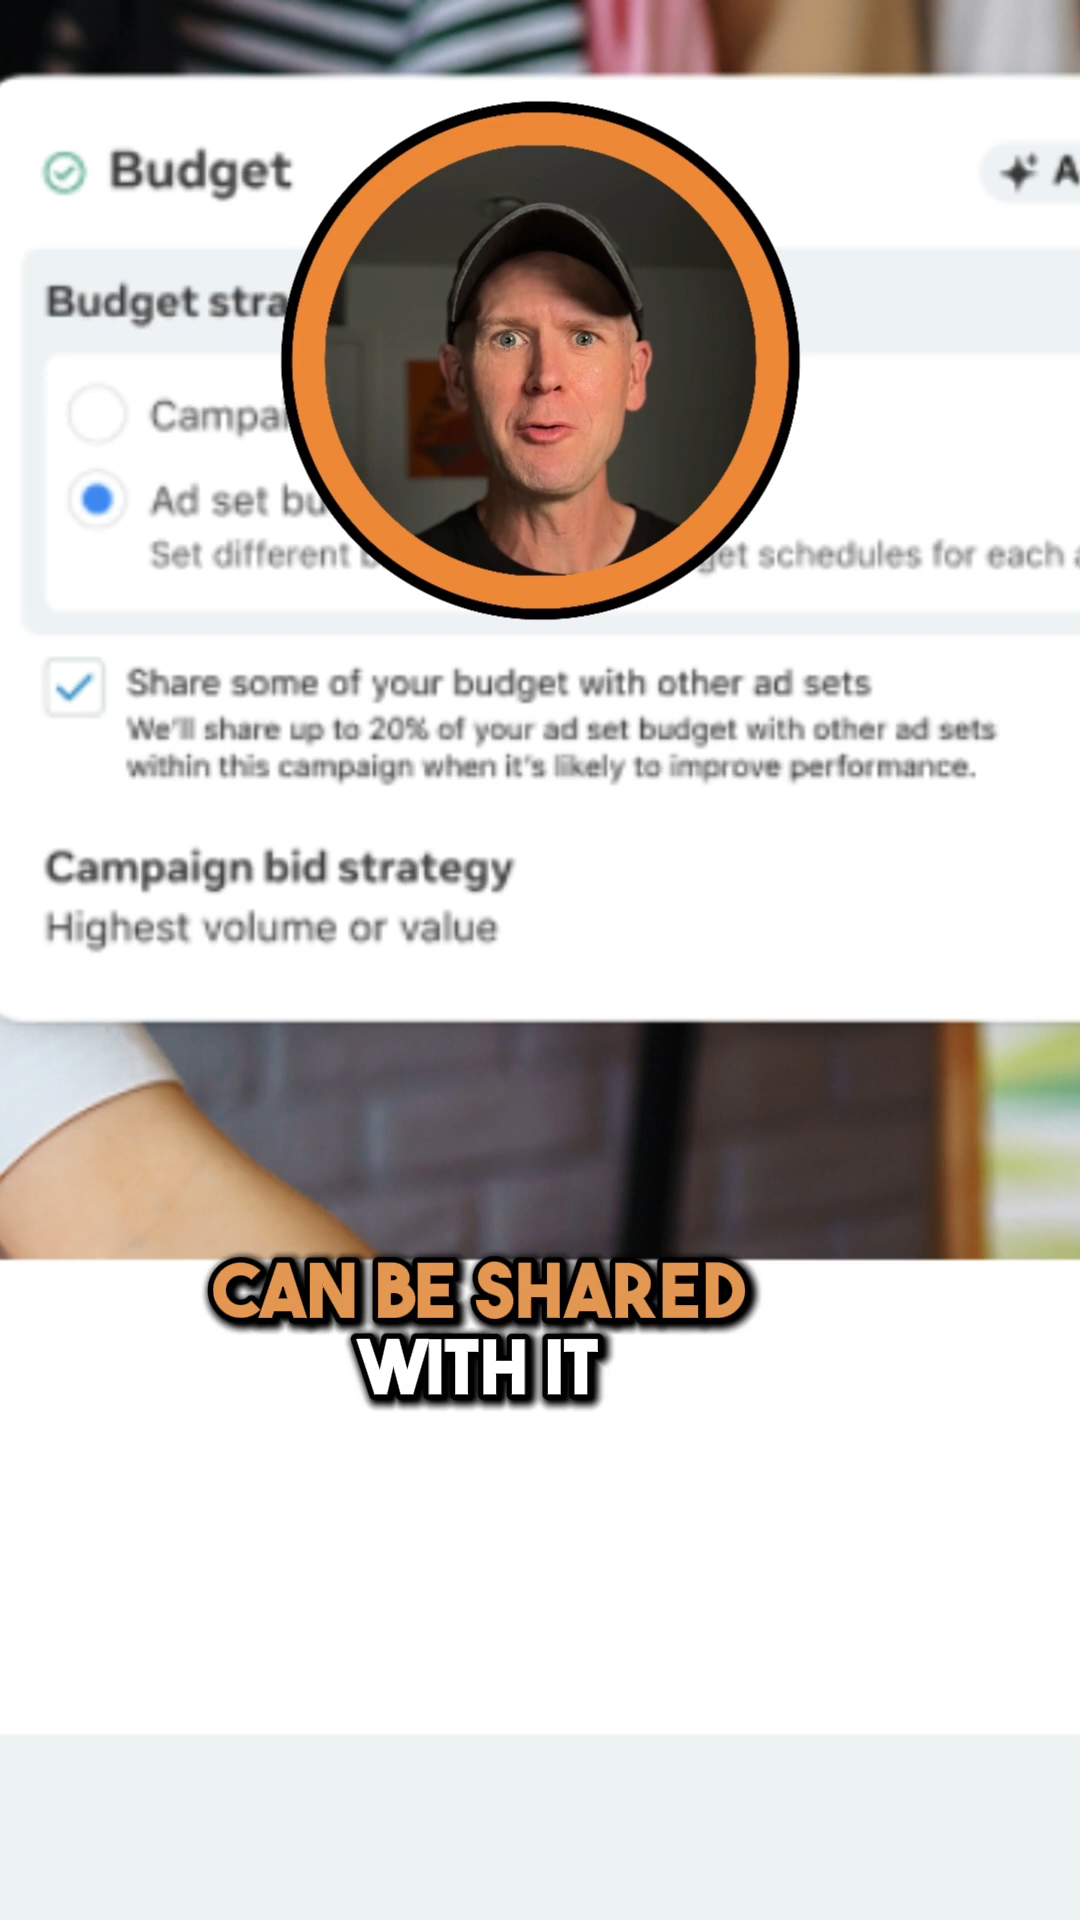 Budget
A
Budget stra
Campai
Ad set bu
Set different
get schedules for each a
Share some of your budget with other ad sets
We'll share up to 20% of your ad set budget with other ad sets
within this campaign when it's likely to improve performance.
Campaign bid strategy
Highest volume or value
CAN BE SHARED
WITH IT